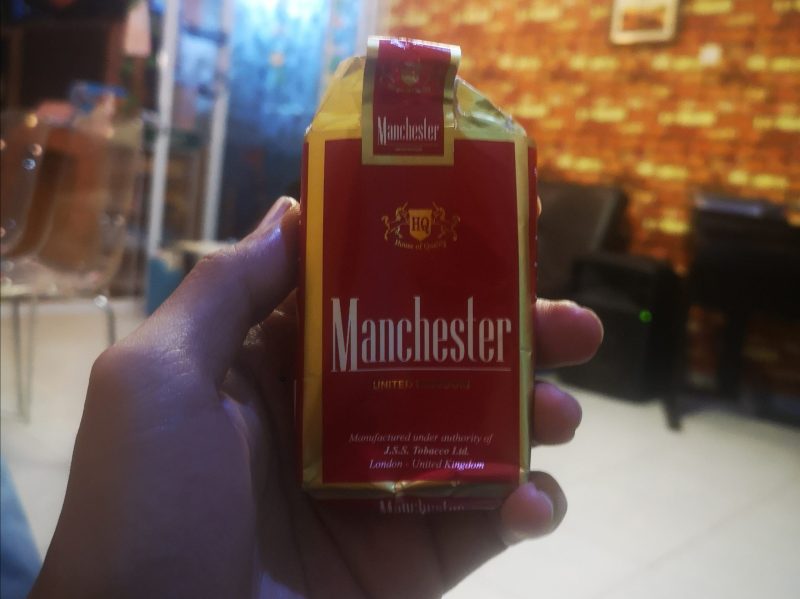 Manchester
HQ
House of Quality
Manchester
UNITED KINGDOM
Manufactured under authority of
J.S.S. Tobacco Ltd.
London - United Kingdom
Manchester